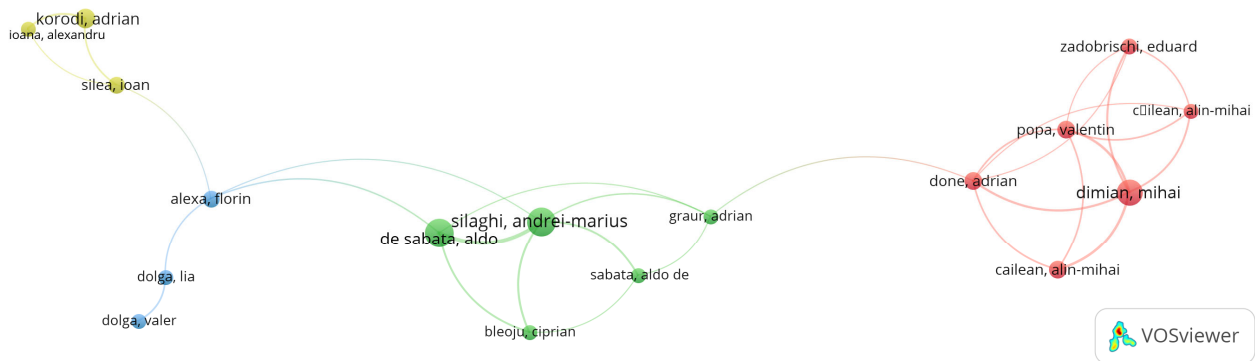 korodi, adrian
ioana, alexandru
silea, ioan
alexa, florin
dolga, lia
dolga, valer
silaghi, andrei-marius
de sabata, aldo
graur, adrian
sabata, aldo de
bleoju, ciprian
zadobrischi, eduard
c□ilean, alin-mihai
popa, valentin
done, adrian
dimian, mihai
cailean, alin-mihai
VOSviewer